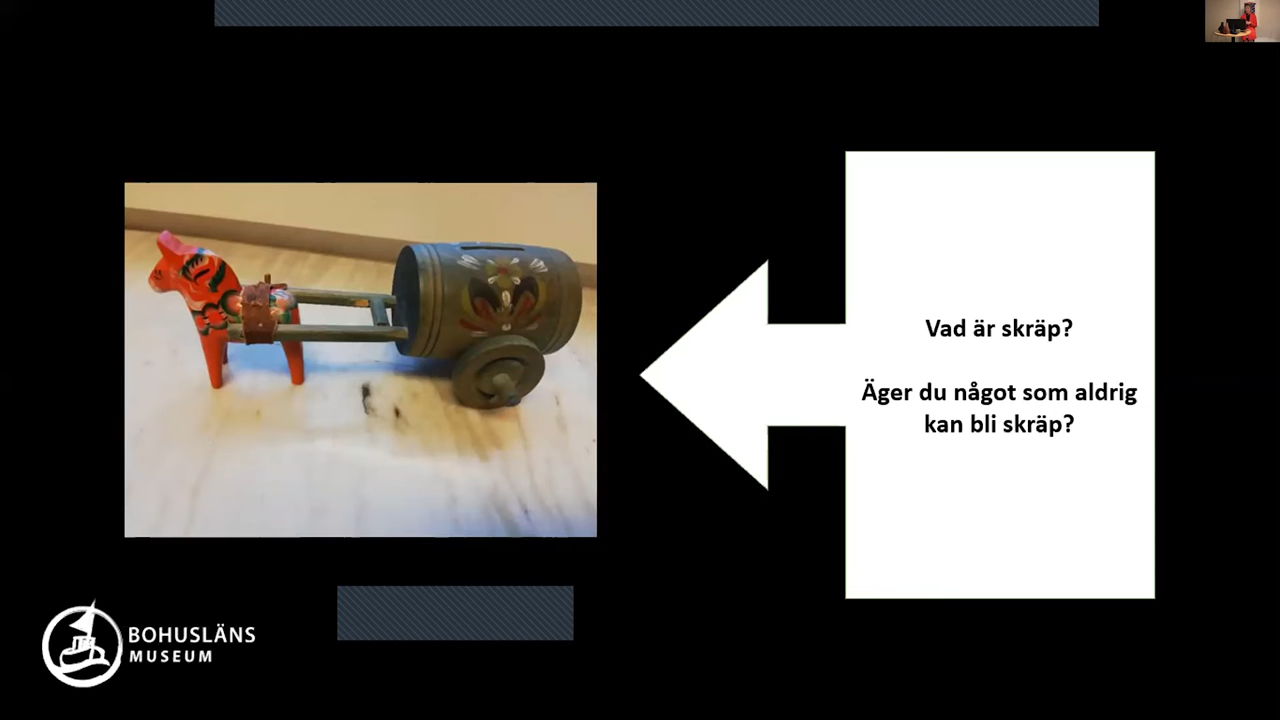 Vad är skräp?
Äger du något som aldrig
kan bli skräp?
BOHUSLÄNS
MUSEUM